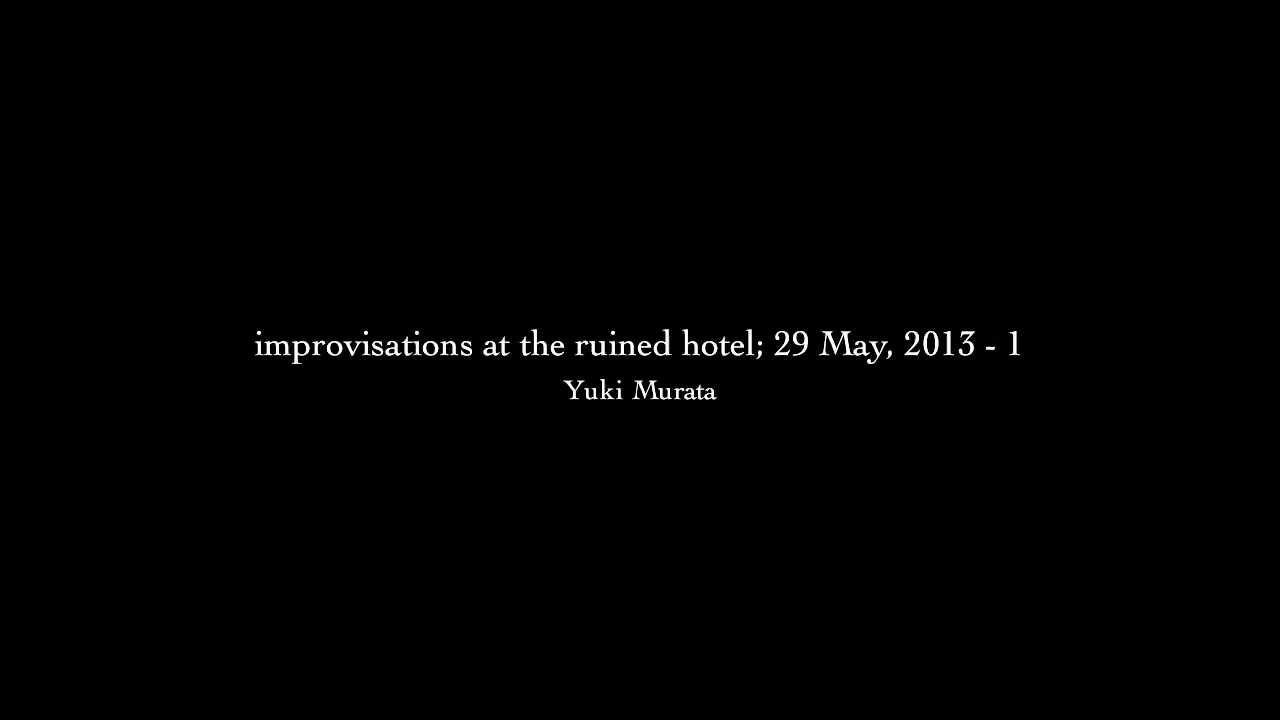 improvisations at the ruined hotel; 29 May, 2013 - 1
Yuki Murata